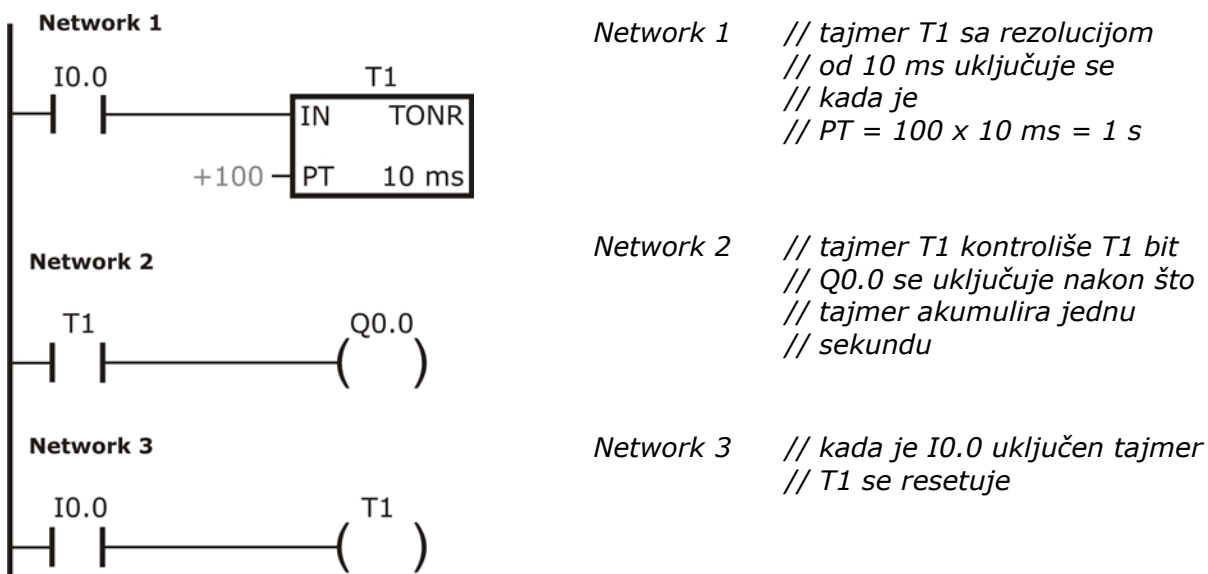 Network 1
I0.0
T1
IN TONR
+100 PT 10 ms
Network 1 // tajmer T1 sa rezolucijom
// od 10 ms uključuje se
// kada je
// PT = 100 x 10 ms = 1 s
Network 2
T1
Q0.0
( )
Network 2 // tajmer T1 kontroliše T1 bit
// Q0.0 se uključuje nakon što
// tajmer akumulira jednu
// sekundu
Network 3
I0.0
T1
( )
Network 3 // kada je I0.0 uključen tajmer
// T1 se resetuje